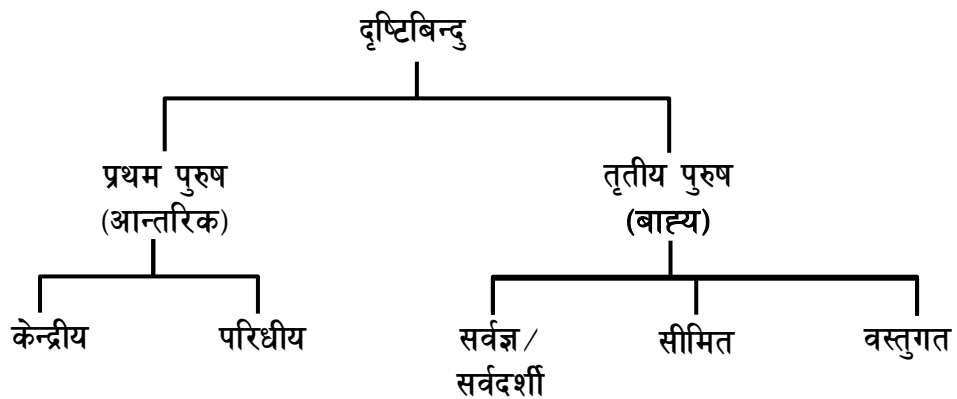 दृष्टिबिन्दु
प्रथम पुरुष
(आन्तरिक)
तृतीय पुरुष
(बाह्य)
केन्द्रीय
परिधीय
सर्वज्ञ/
सर्वदर्शी
सीमित
वस्तुगत